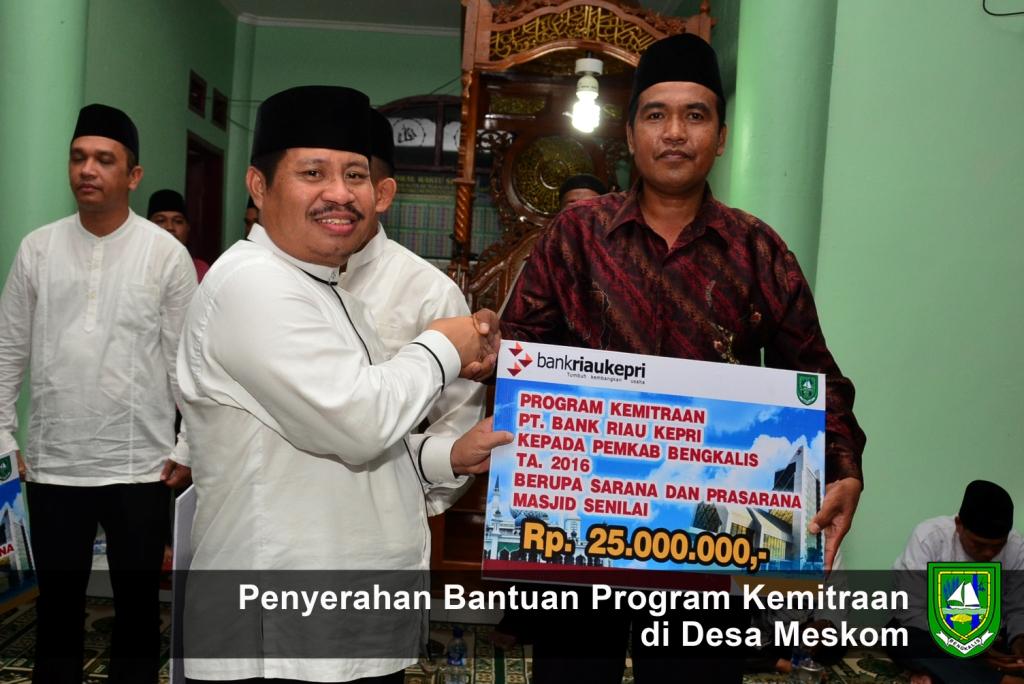 bankriaukepri
Tumbuh kembangkan usaha
PROGRAM KEMITRAAN
PT. BANK RIAU KEPRI
KEPADA PEMKAB BENGKALIS
TA. 2016
BERUPA SARANA DAN PRASARANA
MASJID SENILAI
Rp. 25.000.000,-
Penyerahan Bantuan Program Kemitraan
di Desa Meskom
BENGKALIS